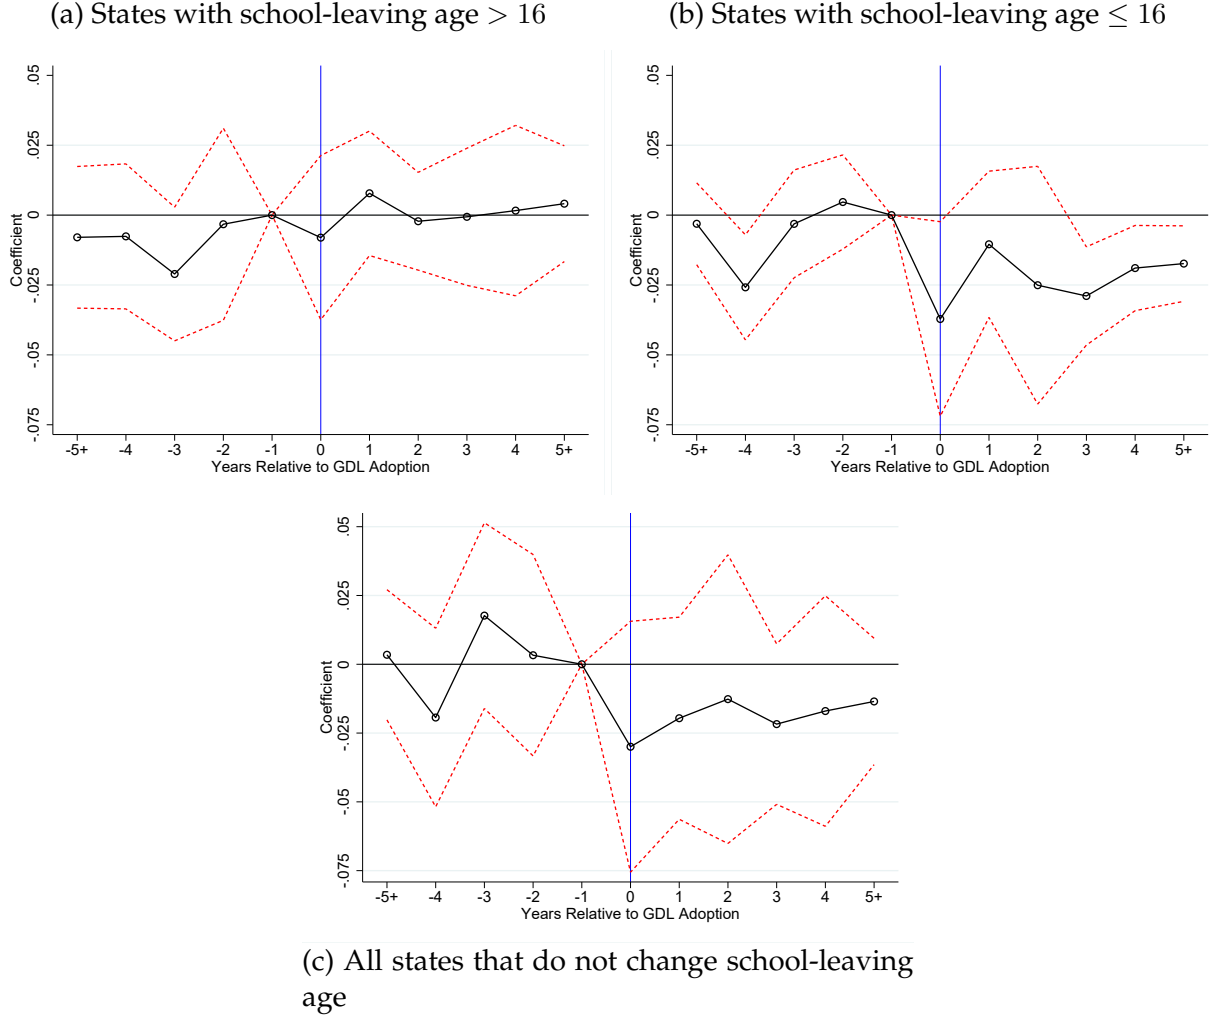 (a) States with school-leaving age > 16
.05
.025
0
-.025
-.05
-.075
Coefficient
-5+ -4 -3 -2 -1 0 1 2 3 4 5+
Years Relative to GDL Adoption
(b) States with school-leaving age ≤ 16
.05
.025
0
-.025
-.05
-.075
Coefficient
-5+ -4 -3 -2 -1 0 1 2 3 4 5+
Years Relative to GDL Adoption
.05
.025
0
-.025
-.05
-.075
Coefficient
-5+ -4 -3 -2 -1 0 1 2 3 4 5+
Years Relative to GDL Adoption
(c) All states that do not change school-leaving
age